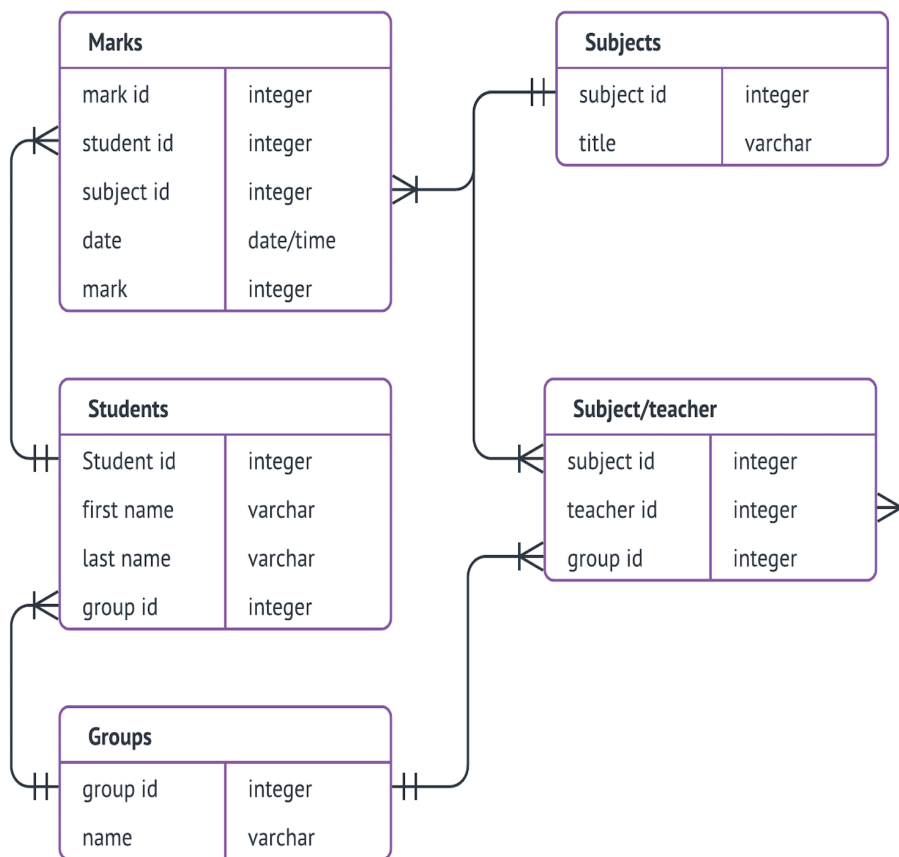 Marks
mark id integer
student id integer
subject id integer
date date/time
mark integer
Subjects
subject id integer
title varchar
Students
Student id integer
first name varchar
last name varchar
group id integer
Subject/teacher
subject id integer
teacher id integer
group id integer
Groups
group id integer
name varchar